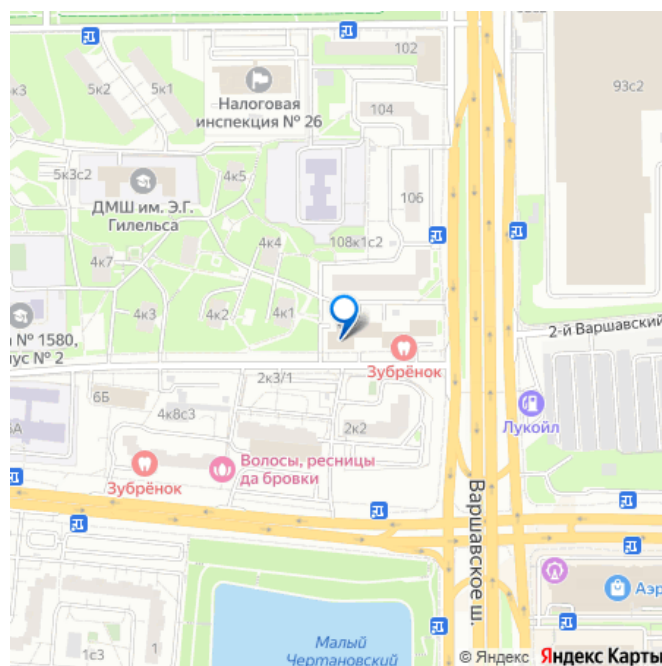 102
93с2
5к3
5к2
5к1
Налоговая
инспекция № 26
104
5к3с2
4к5
106
ДМШ им. Э.Г.
Гилельса
4к4
108к1с2
4к7
4к3
4к2
4к1
2-й Варшавский
№ 1580,
ус № 2
Зубрёнок
2к3/1
6Б
4к8с3
2к2
Лукойл
Волосы, ресницы
да бровки
Зубрёнок
Варшавское ш.
Аэр
1с3
Малый
Чертановский
© Яндекс Яндекс Карты